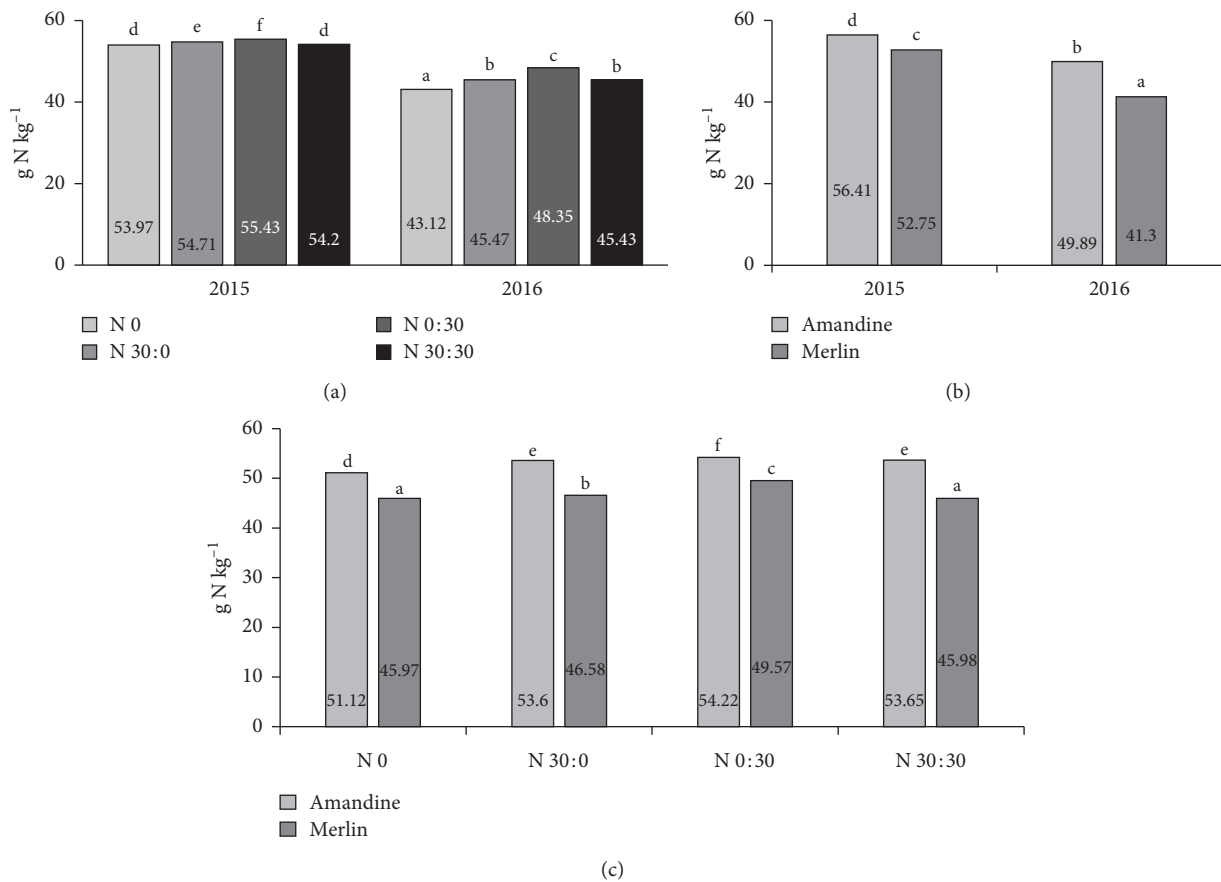 60
40
20
0
g N kg−1
d e f d
a b c b
53.97 54.71 55.43 54.2
43.12 45.47 48.35 45.43
2015 2016
N 0
N 30:0
N 0:30
N 30:30
(a)
60
40
20
0
g N kg−1
d c b a
56.41 52.75 49.89 41.3
2015 2016
Amandine
Merlin
(b)
60
50
40
30
20
10
0
g N kg−1
d a e b f c e a
51.12 45.97 53.6 46.58 54.22 49.57 53.65 45.98
N 0 N 30:0 N 0:30 N 30:30
Amandine
Merlin
(c)